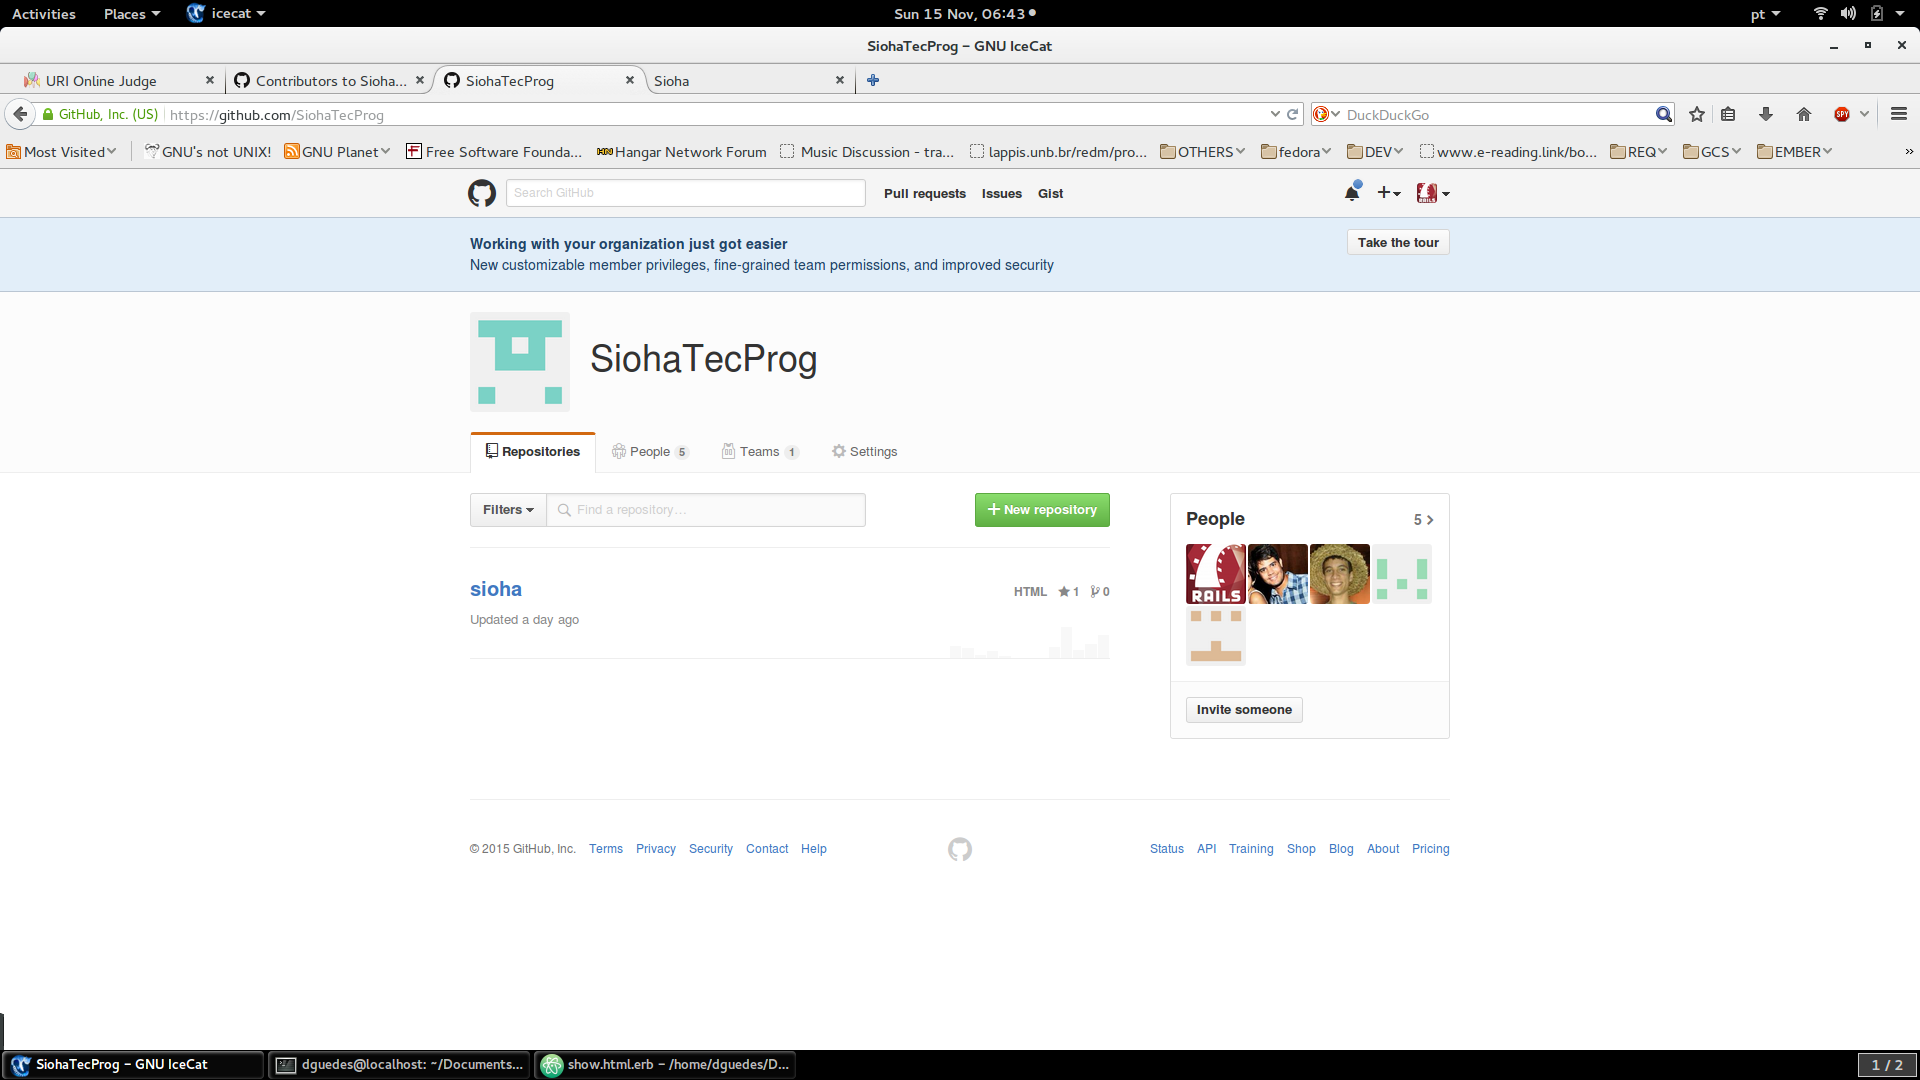 Activities Places icecat Sun 15 Nov, 06:43 pt
SiohaTecProg - GNU IceCat
URI Online Judge Contributors to Sioha... SiohaTecProg Sioha
GitHub, Inc. (US) https://github.com/SiohaTecProg DuckDuckGo
Most Visited GNU's not UNIX! GNU Planet Free Software Founda... Hangar Network Forum Music Discussion - tra... lappis.unb.br/redm/pro... OTHERS fedora DEV www.e-reading.link/bo... REQ GCS EMBER »
Search GitHub Pull requests Issues Gist
Working with your organization just got easier
Take the tour
New customizable member privileges, fine-grained team permissions, and improved security
SiohaTecProg
Repositories People 5 Teams 1 Settings
Filters Find a repository... New repository
People 5
RAILS
sioha HTML 1 0
Updated a day ago
Invite someone
© 2015 GitHub, Inc. Terms Privacy Security Contact Help Status API Training Shop Blog About Pricing
SiohaTecProg - GNU IceCat dguedes@localhost: ~/Documents... show.html.erb - /home/dguedes/D... 1 / 2